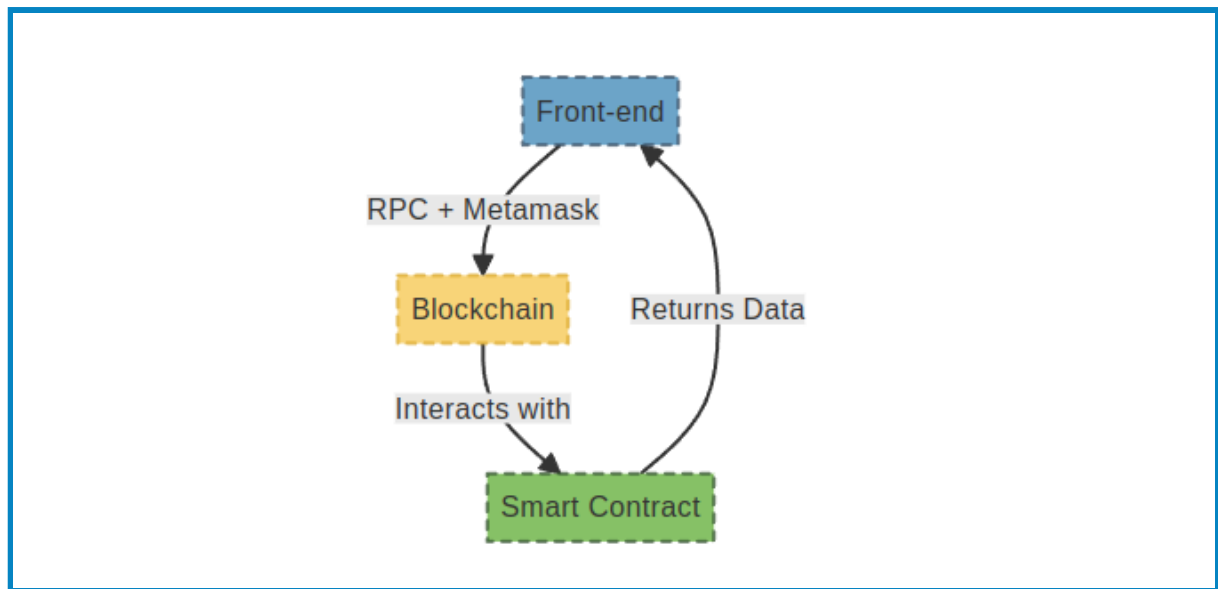 Front-end
RPC + Metamask
Blockchain
Returns Data
Interacts with
Smart Contract